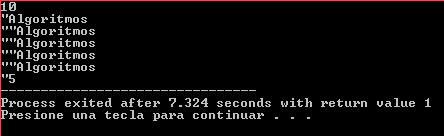 10
"Algoritmos
""Algoritmos
""Algoritmos
""Algoritmos
""Algoritmos
"5
--------------------------------
Process exited after 7.324 seconds with return value 1
Presione una tecla para continuar . . .